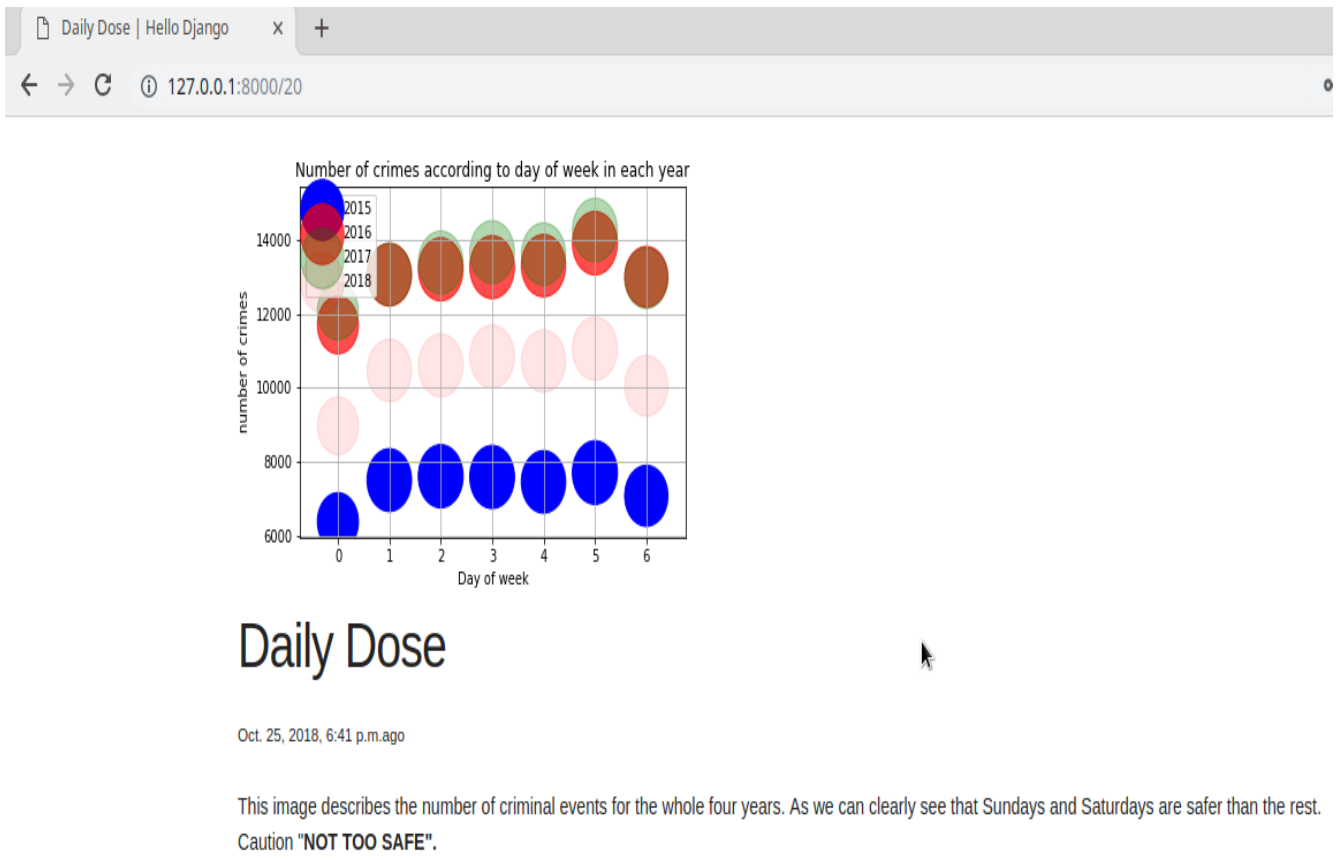 Daily Dose | Hello Django
127.0.0.1:8000/20
Number of crimes according to day of week in each year
2015
2016
2017
2018
14000
12000
10000
8000
6000
number of crimes
0 1 2 3 4 5 6
Day of week
Daily Dose
Oct. 25, 2018, 6:41 p.m.ago
This image describes the number of criminal events for the whole four years. As we can clearly see that Sundays and Saturdays are safer than the rest.
Caution "NOT TOO SAFE".